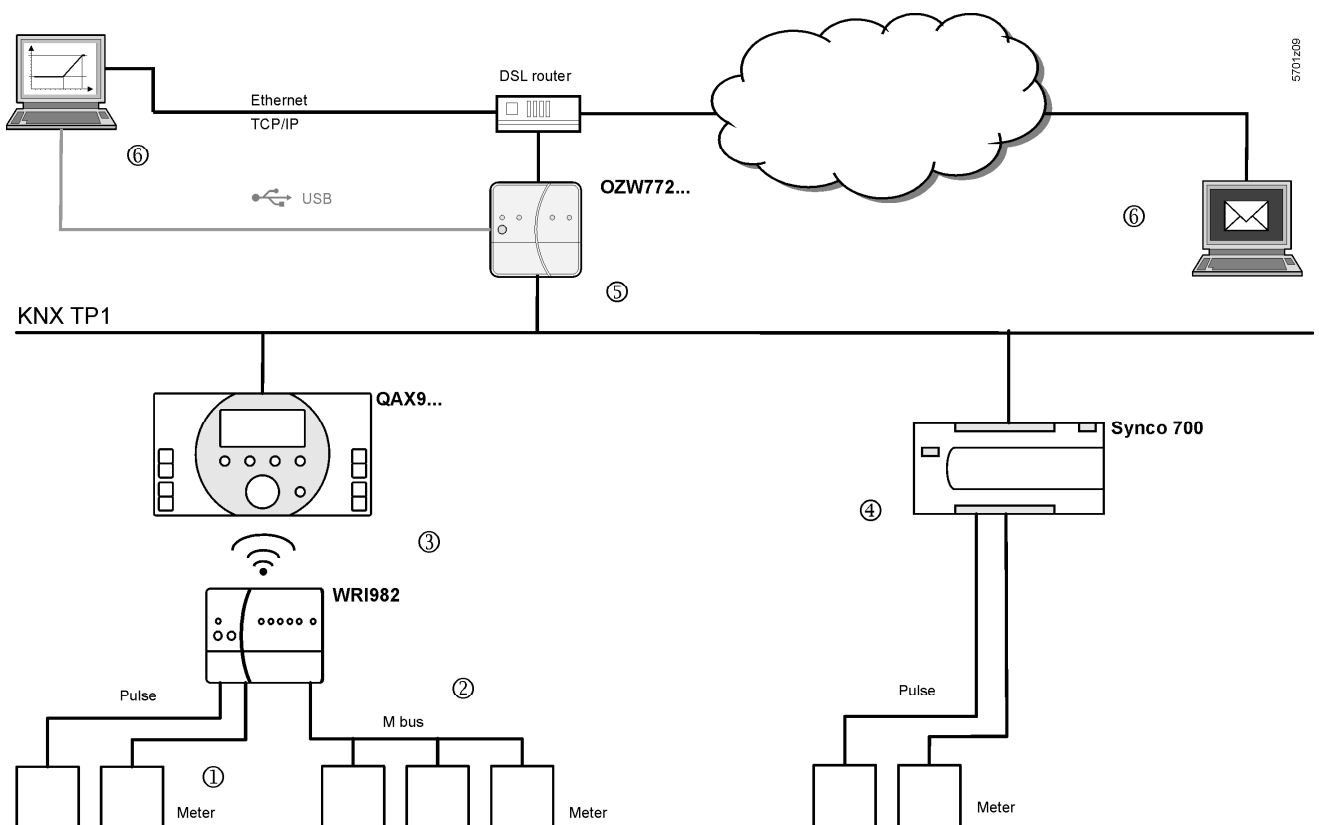 5701z09
DSL router
Ethernet
TCP/IP
⑥
OZW772...
USB
⑥
⑤
KNX TP1
QAX9...
Synco 700
④
③
WRI982
②
Pulse
Pulse
M bus
①
Meter
Meter
Meter